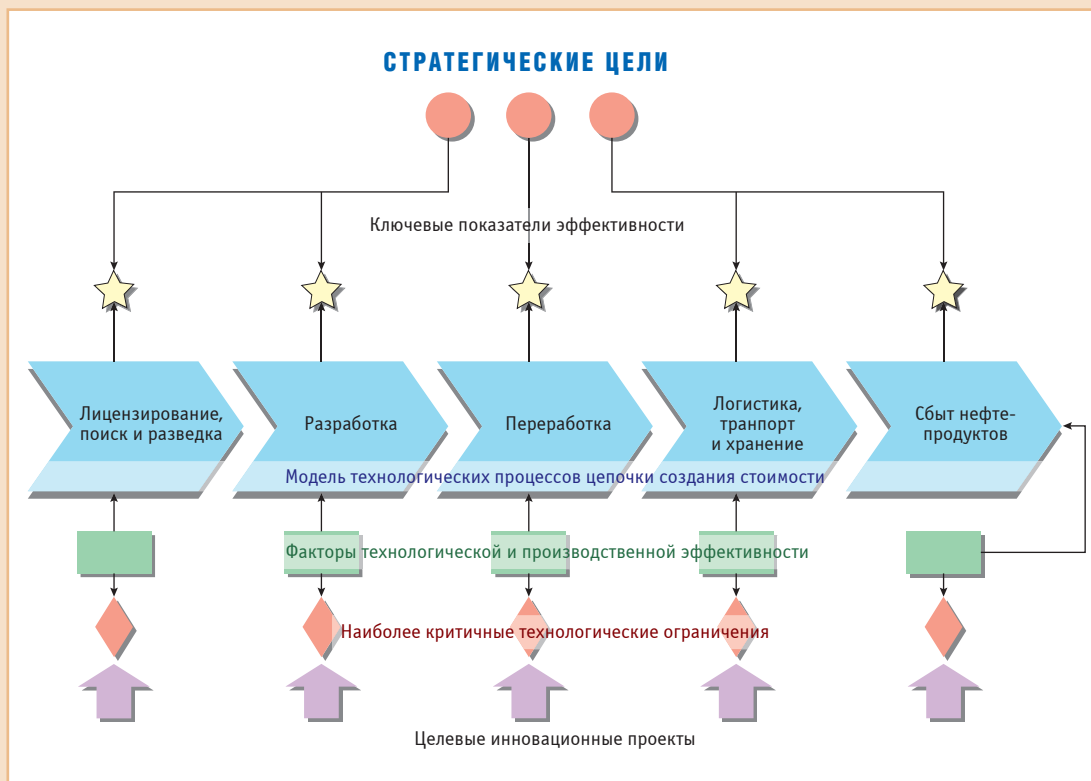 СТРАТЕГИЧЕСКИЕ ЦЕЛИ
Ключевые показатели эффективности
Лицензирование,
поиск и разведка
Разработка
Переработка
Логистика,
транпорт
и хранение
Сбыт нефте-
продуктов
Модель технологических процессов цепочки создания стоимости
Факторы технологической и производственной эффективности
Наиболее критичные технологические ограничения
Целевые инновационные проекты